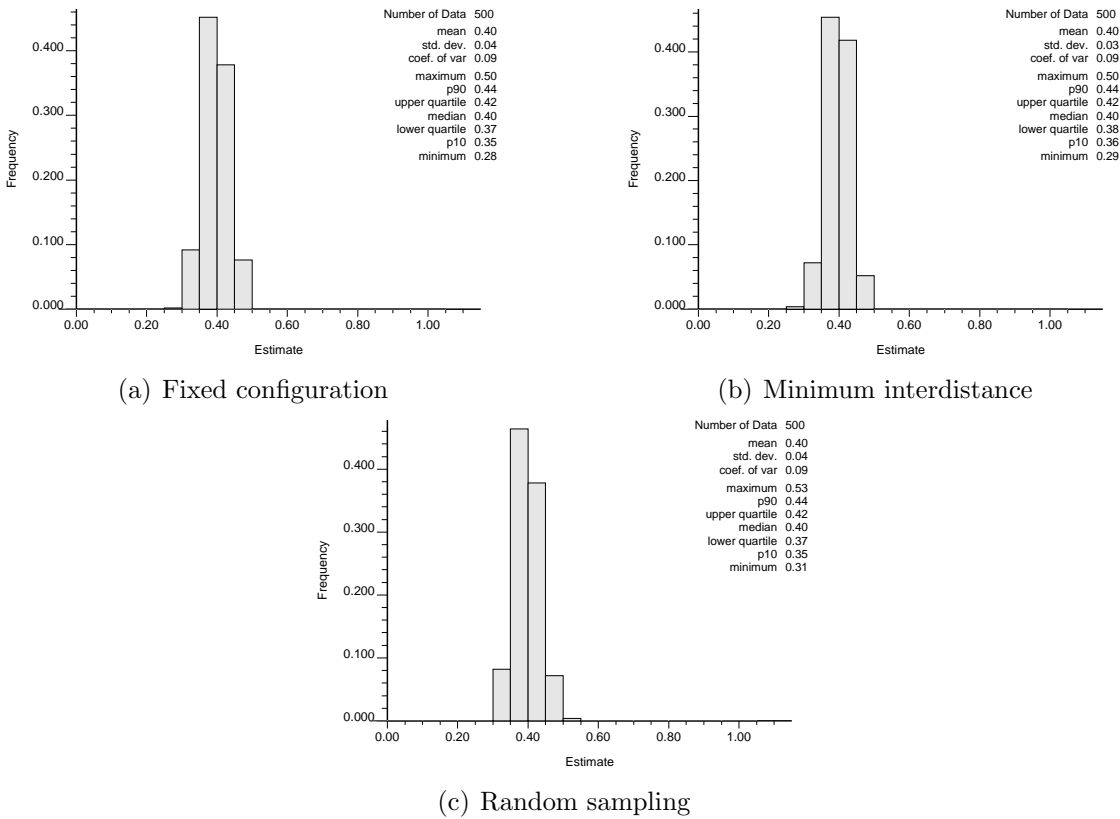 Number of Data 500
mean 0.40
std. dev. 0.04
coef. of var 0.09
maximum 0.50
p90 0.44
upper quartile 0.42
median 0.40
lower quartile 0.37
p10 0.35
minimum 0.28
Frequency
0.400
0.300
0.200
0.100
0.000
0.00 0.20 0.40 0.60 0.80 1.00
Estimate
(a) Fixed configuration
Number of Data 500
mean 0.40
std. dev. 0.03
coef. of var 0.09
maximum 0.50
p90 0.44
upper quartile 0.42
median 0.40
lower quartile 0.38
p10 0.36
minimum 0.29
Frequency
0.400
0.300
0.200
0.100
0.000
0.00 0.20 0.40 0.60 0.80 1.00
Estimate
(b) Minimum interdistance
Number of Data 500
mean 0.40
std. dev. 0.04
coef. of var 0.09
maximum 0.53
p90 0.44
upper quartile 0.42
median 0.40
lower quartile 0.37
p10 0.35
minimum 0.31
Frequency
0.400
0.300
0.200
0.100
0.000
0.00 0.20 0.40 0.60 0.80 1.00
Estimate
(c) Random sampling